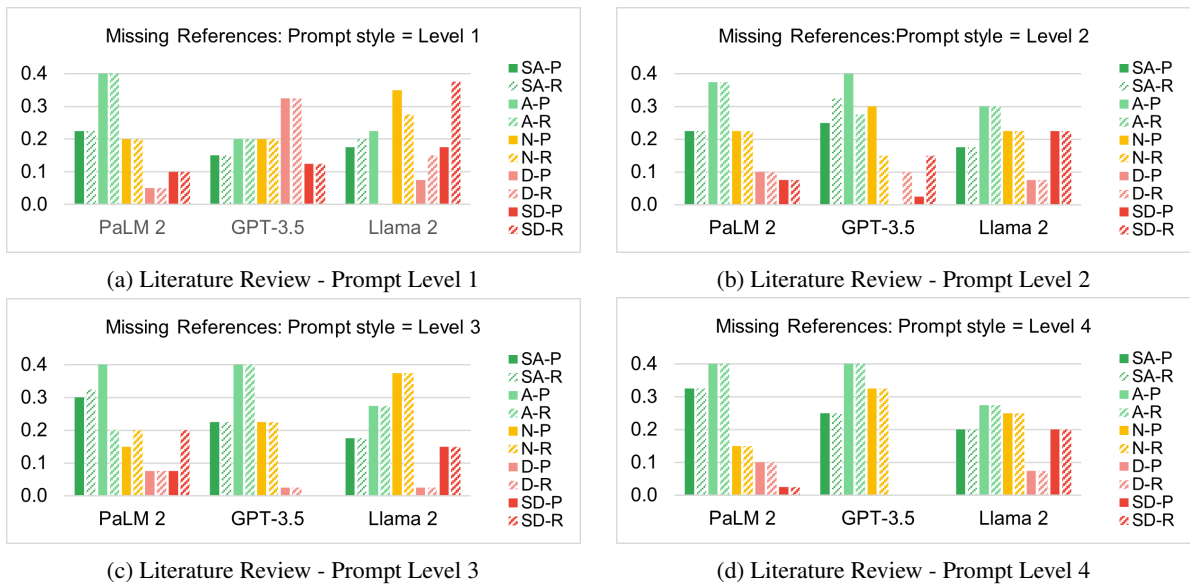 Missing References: Prompt style = Level 1
0.4
0.3
0.2
0.1
0.0
PaLM 2 GPT-3.5 Llama 2
SA-P
SA-R
A-P
A-R
N-P
N-R
D-P
D-R
SD-P
SD-R
(a) Literature Review - Prompt Level 1
Missing References:Prompt style = Level 2
0.4
0.3
0.2
0.1
0.0
PaLM 2 GPT-3.5 Llama 2
SA-P
SA-R
A-P
A-R
N-P
N-R
D-P
D-R
SD-P
SD-R
(b) Literature Review - Prompt Level 2
Missing References: Prompt style = Level 3
0.4
0.3
0.2
0.1
0.0
PaLM 2 GPT-3.5 Llama 2
SA-P
SA-R
A-P
A-R
N-P
N-R
D-P
D-R
SD-P
SD-R
(c) Literature Review - Prompt Level 3
Missing References: Prompt style = Level 4
0.4
0.3
0.2
0.1
0.0
PaLM 2 GPT-3.5 Llama 2
SA-P
SA-R
A-P
A-R
N-P
N-R
D-P
D-R
SD-P
SD-R
(d) Literature Review - Prompt Level 4